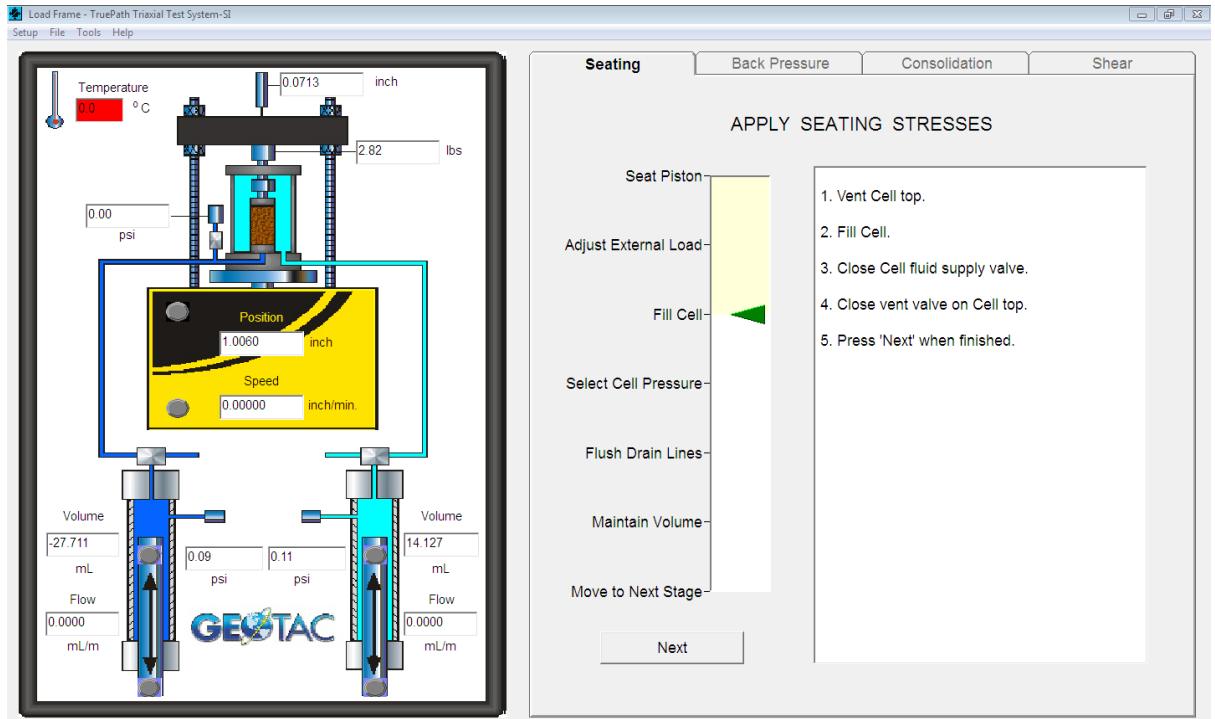 Load Frame - TruePath Triaxial Test System-SI
Setup File Tools Help
Temperature
0.0 ⁰ C
0.0713 inch
2.82 lbs
0.00
psi
Position
1.0060 inch
Speed
0.00000 inch/min.
Volume
-27.711
mL
Flow
0.0000
mL/m
0.09
psi
0.11
psi
GEOTAC
Volume
14.127
mL
Flow
0.0000
mL/m
Seating Back Pressure Consolidation Shear
APPLY SEATING STRESSES
Seat Piston
Adjust External Load
Fill Cell
Select Cell Pressure
Flush Drain Lines
Maintain Volume
Move to Next Stage
Next
1. Vent Cell top.
2. Fill Cell.
3. Close Cell fluid supply valve.
4. Close vent valve on Cell top.
5. Press 'Next' when finished.